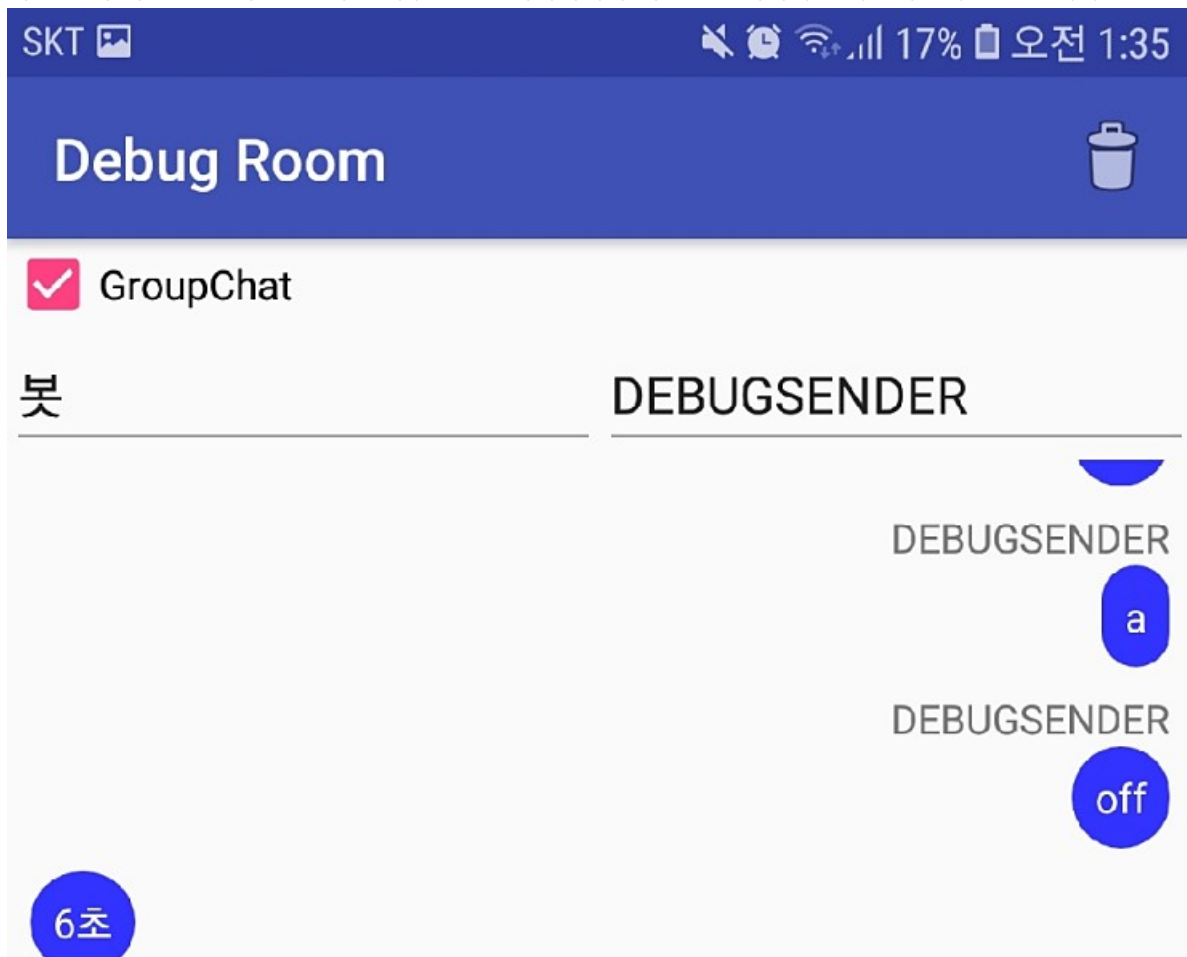 SKT 17% 오전 1:35
Debug Room
GroupChat
봇 DEBUGSENDER
DEBUGSENDER
a
DEBUGSENDER
off
6초